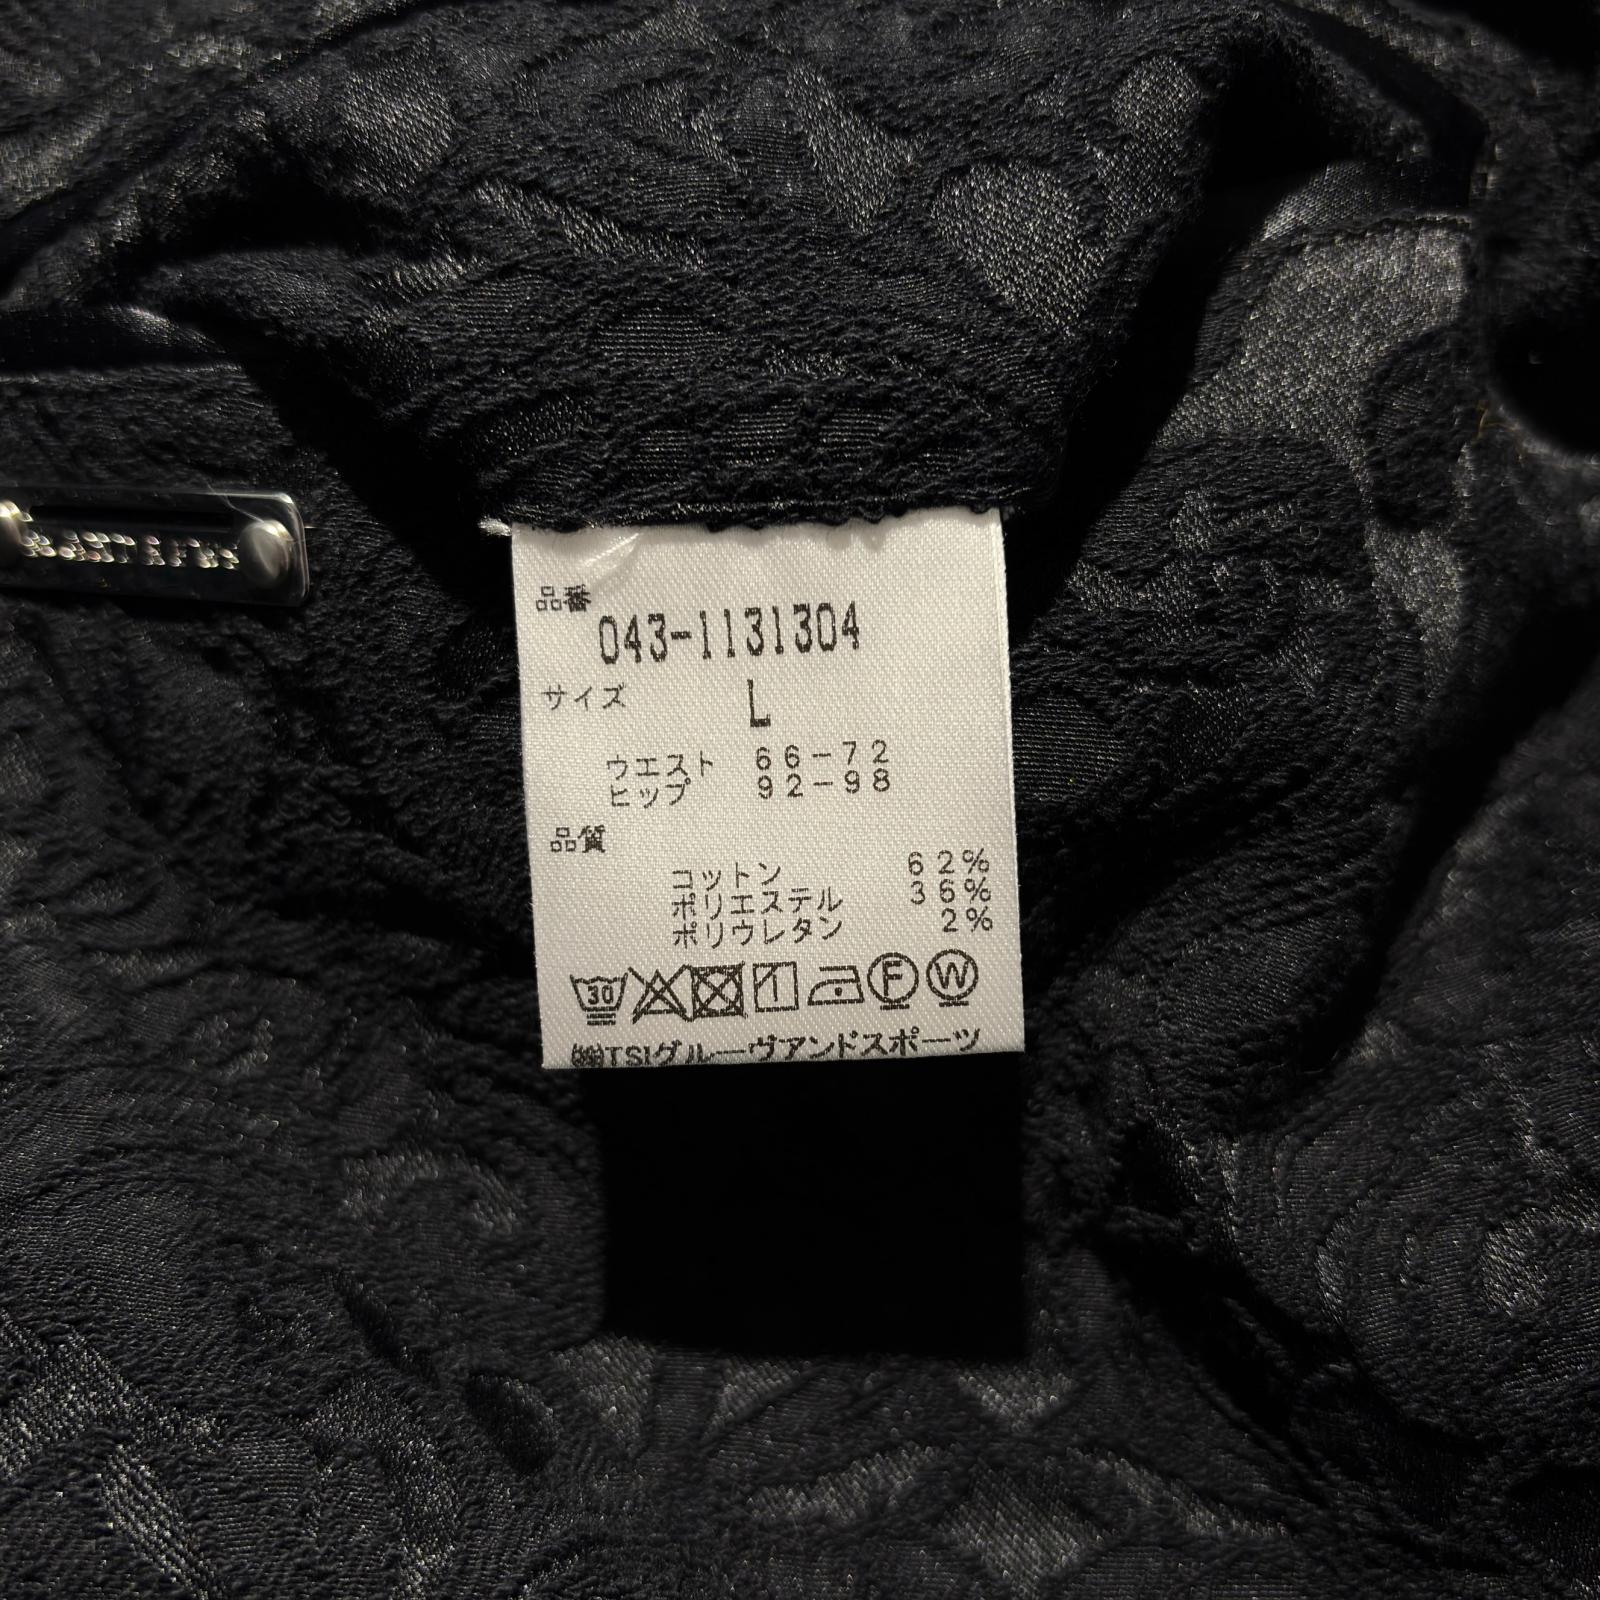 品番
043-1131304
サイズ L
ウエスト 66-72
ヒップ 92-98
品質
コットン 62%
ポリエステル 36%
ポリウレタン 2%
30 1 F W
㈱TSIグルーヴアンドスポーツ